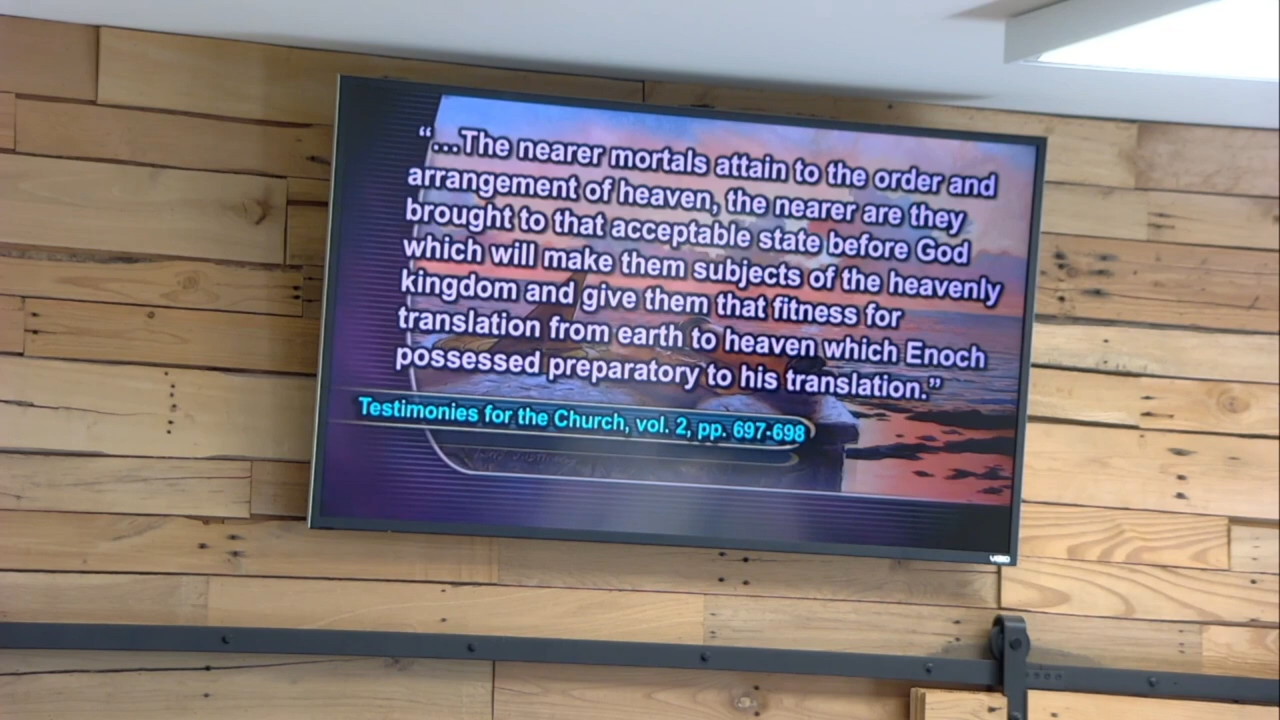 “...The nearer mortals attain to the order and
arrangement of heaven, the nearer are they
brought to that acceptable state before God
which will make them subjects of the heavenly
kingdom and give them that fitness for
translation from earth to heaven which Enoch
possessed preparatory to his translation.”
Testimonies for the Church, vol. 2, pp. 697-698
VIZIO